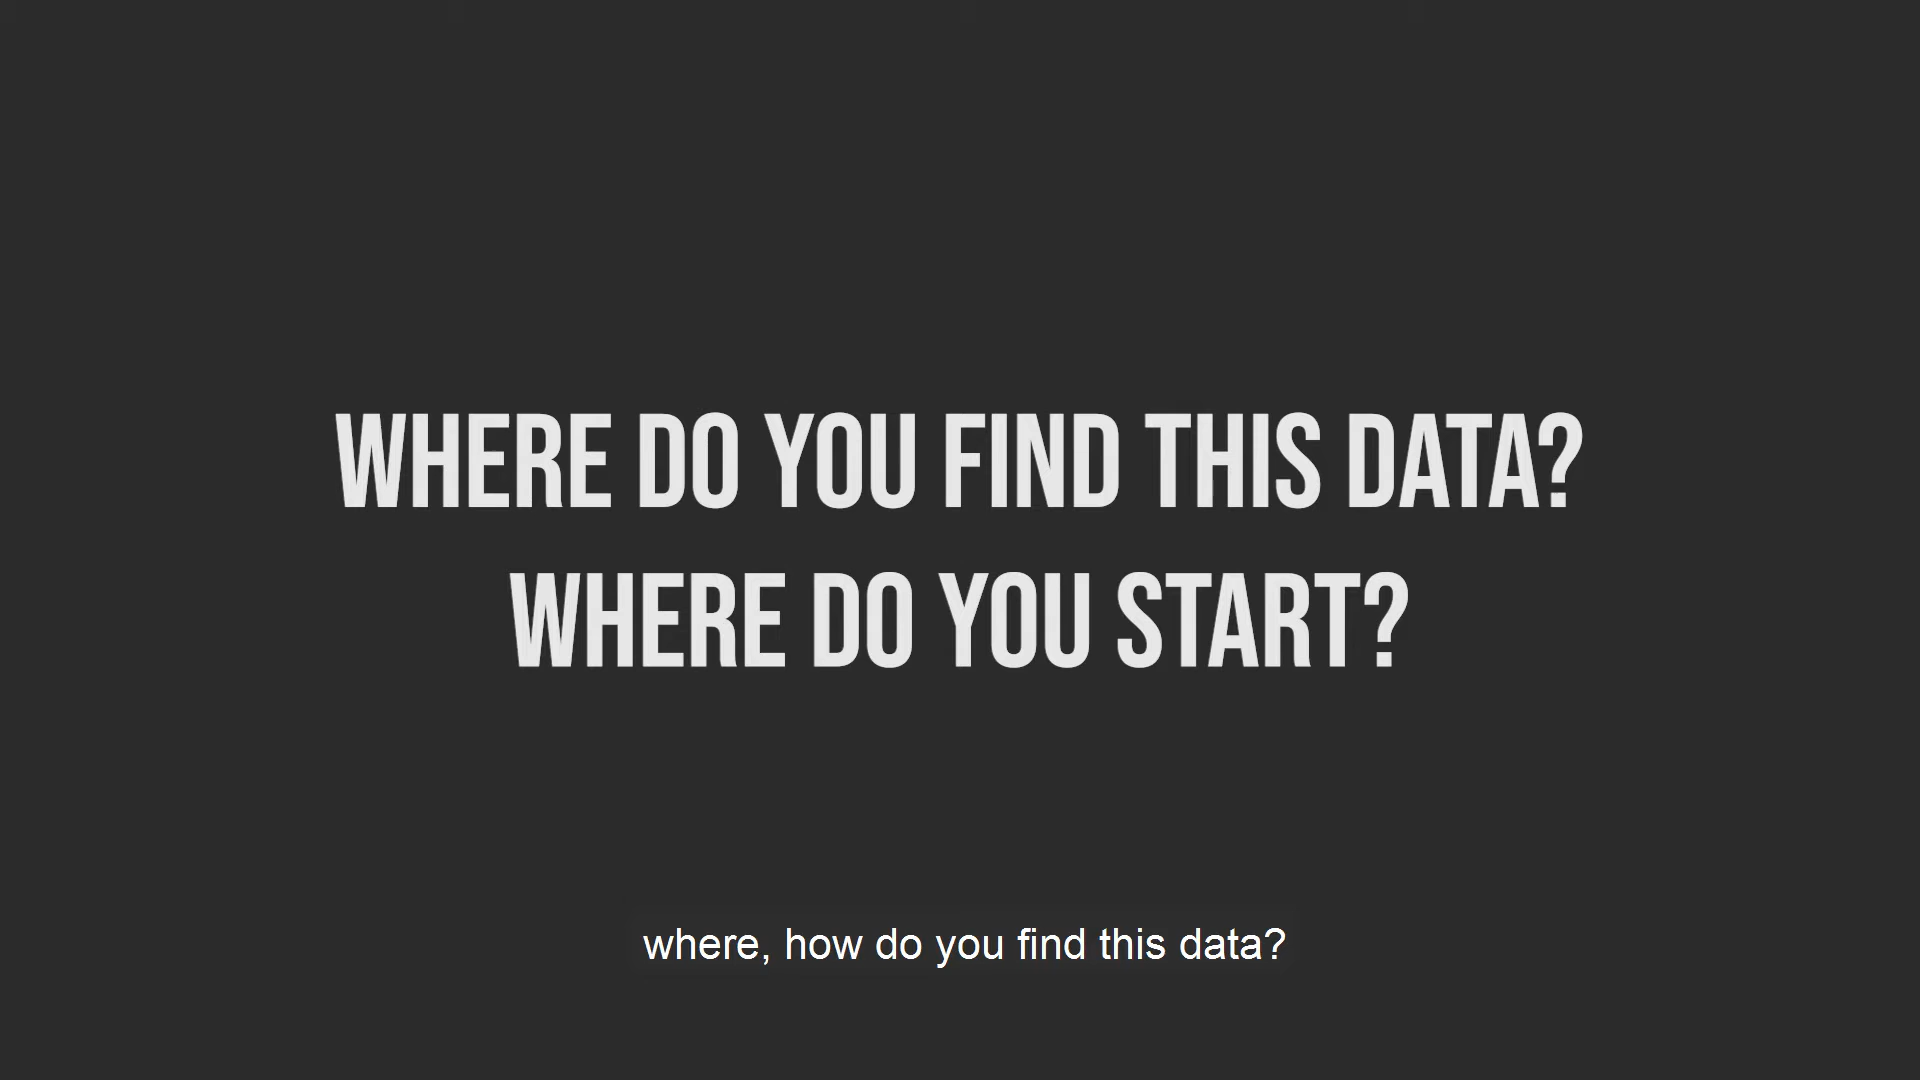 WHERE DO YOU FIND THIS DATA?
WHERE DO YOU START?
where, how do you find this data?